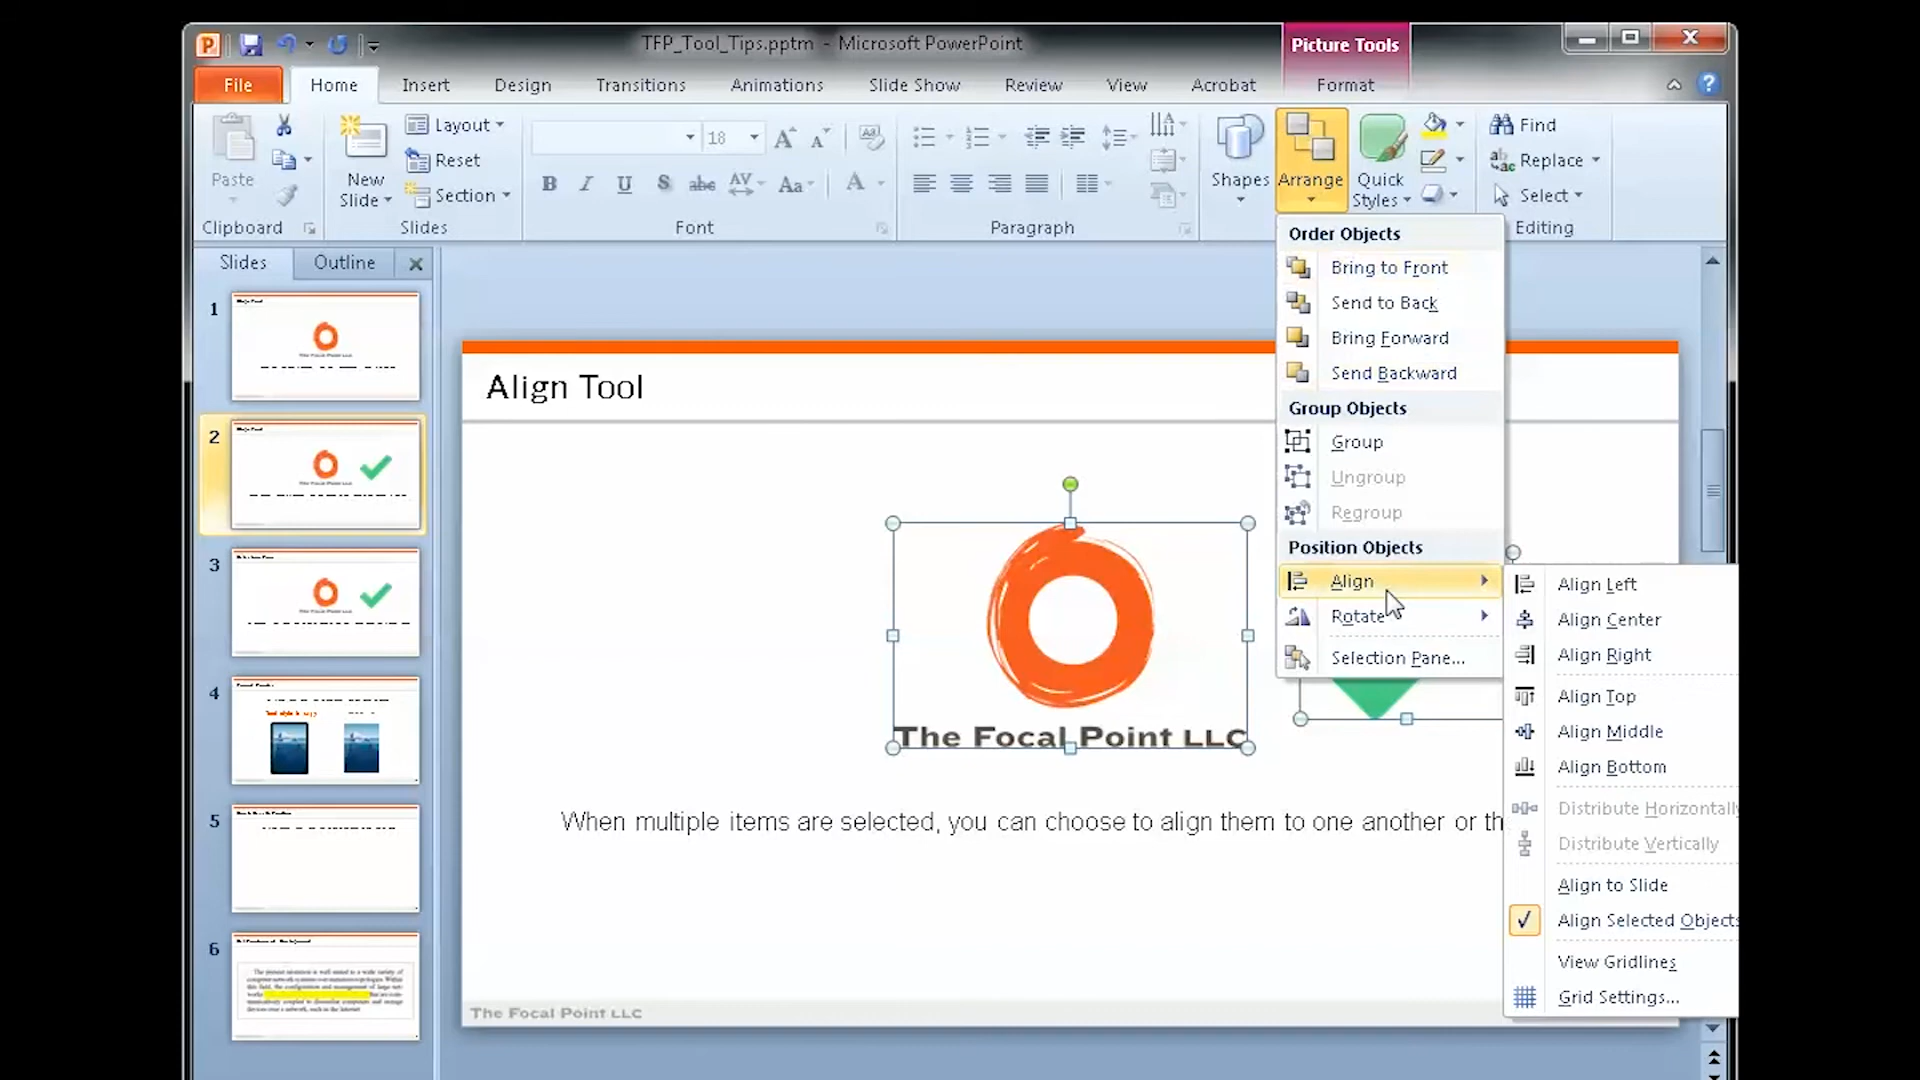 TFP_Tool_Tips.pptm - Microsoft PowerPoint
Picture Tools
File Home Insert Design Transitions Animations Slide Show Review View Acrobat Format
Paste
Clipboard
New Slide
Layout
Reset
Section
Slides
18
Font
Paragraph
Shapes
Arrange
Quick Styles
Find
Replace
Select
Editing
Slides Outline
1
2
3
4
5
6
Align Tool
The Focal Point LLC
When multiple items are selected, you can choose to align them to one another or th
The Focal Point LLC
Order Objects
Bring to Front
Send to Back
Bring Forward
Send Backward
Group Objects
Group
Ungroup
Regroup
Position Objects
Align
Rotate
Selection Pane...
Align Left
Align Center
Align Right
Align Top
Align Middle
Align Bottom
Distribute Horizontally
Distribute Vertically
Align to Slide
Align Selected Objects
View Gridlines
Grid Settings...